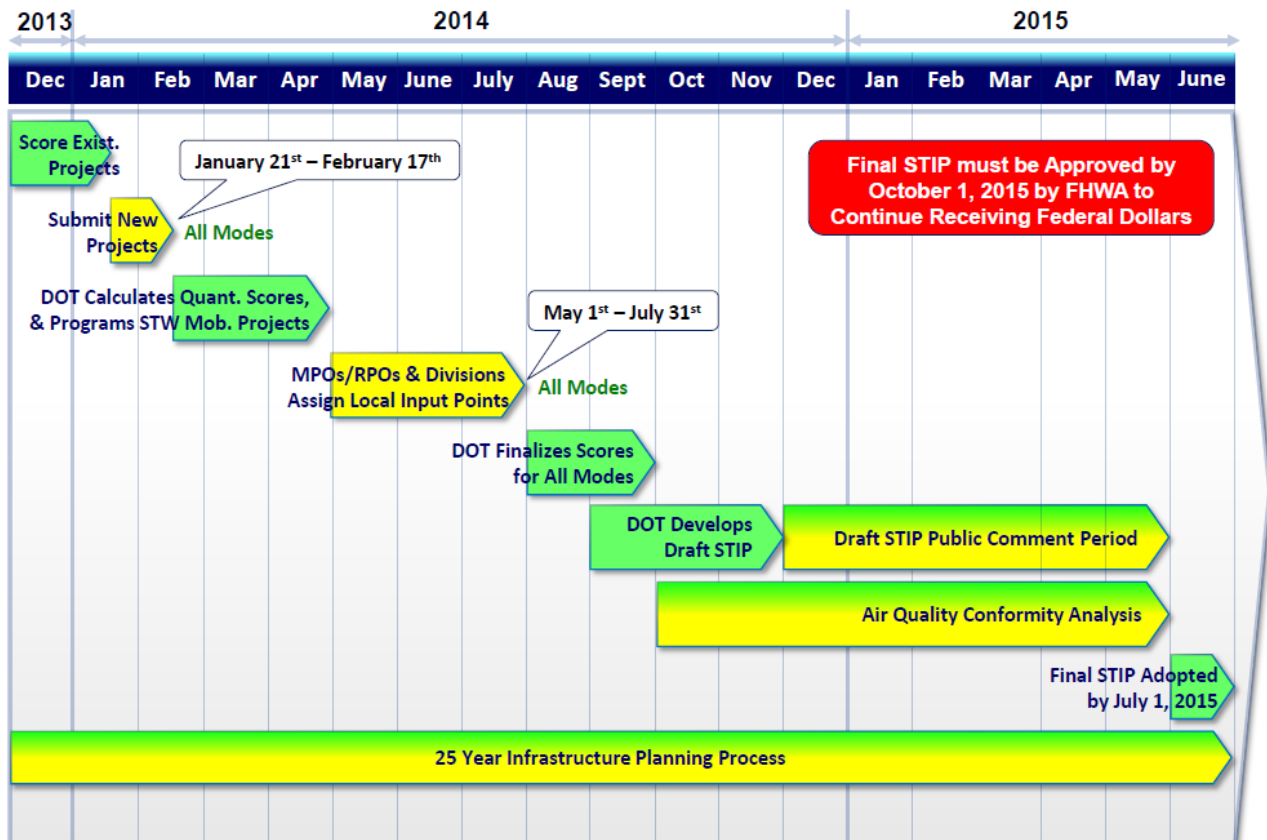 2013 2014 2015
Dec Jan Feb Mar Apr May June July Aug Sept Oct Nov Dec Jan Feb Mar Apr May June
Score Exist.
Projects
January 21st – February 17th
Final STIP must be Approved by
October 1, 2015 by FHWA to
Continue Receiving Federal Dollars
Submit New
Projects
All Modes
DOT Calculates Quant. Scores,
& Programs STW Mob. Projects
May 1st – July 31st
MPOs/RPOs & Divisions
Assign Local Input Points
All Modes
DOT Finalizes Scores
for All Modes
DOT Develops
Draft STIP
Draft STIP Public Comment Period
Air Quality Conformity Analysis
Final STIP Adopted
by July 1, 2015
25 Year Infrastructure Planning Process